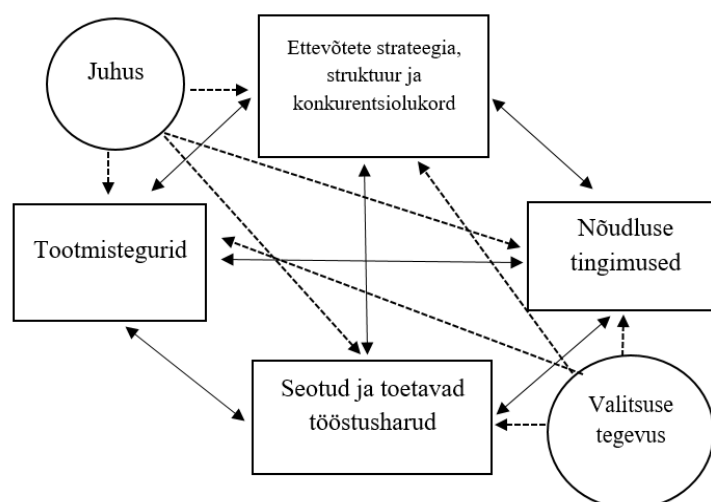 Juhus
Ettevõtete strateegia,
struktuur ja
konkurentsiolukord
Tootmistegurid
Nõudluse
tingimused
Seotud ja toetavad
tööstusharud
Valitsuse
tegevus